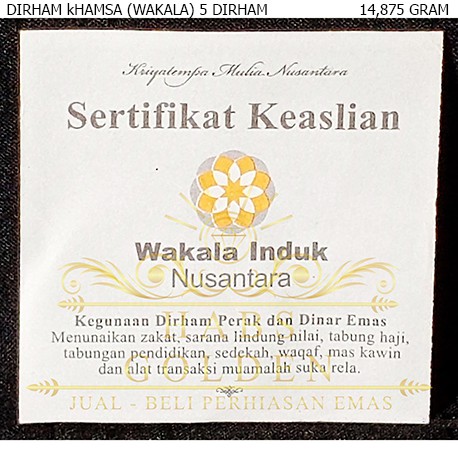 DIRHAM kHAMSA (WAKALA) 5 DIRHAM 14,875 GRAM
Kriyatempa Mulia Nusantara
Sertifikat Keaslian
Wakala Induk
Nusantara
Kegunaan Dirham Perak dan Dinar Emas
HABS
Menunaikan zakat, sarana lindung nilai, tabung haji,
tabungan pendidikan, sedekah, waqaf, mas kawin
GOLDEN
dan alat transaksi muamalah suka rela.
JUAL - BELI PERHIASAN EMAS